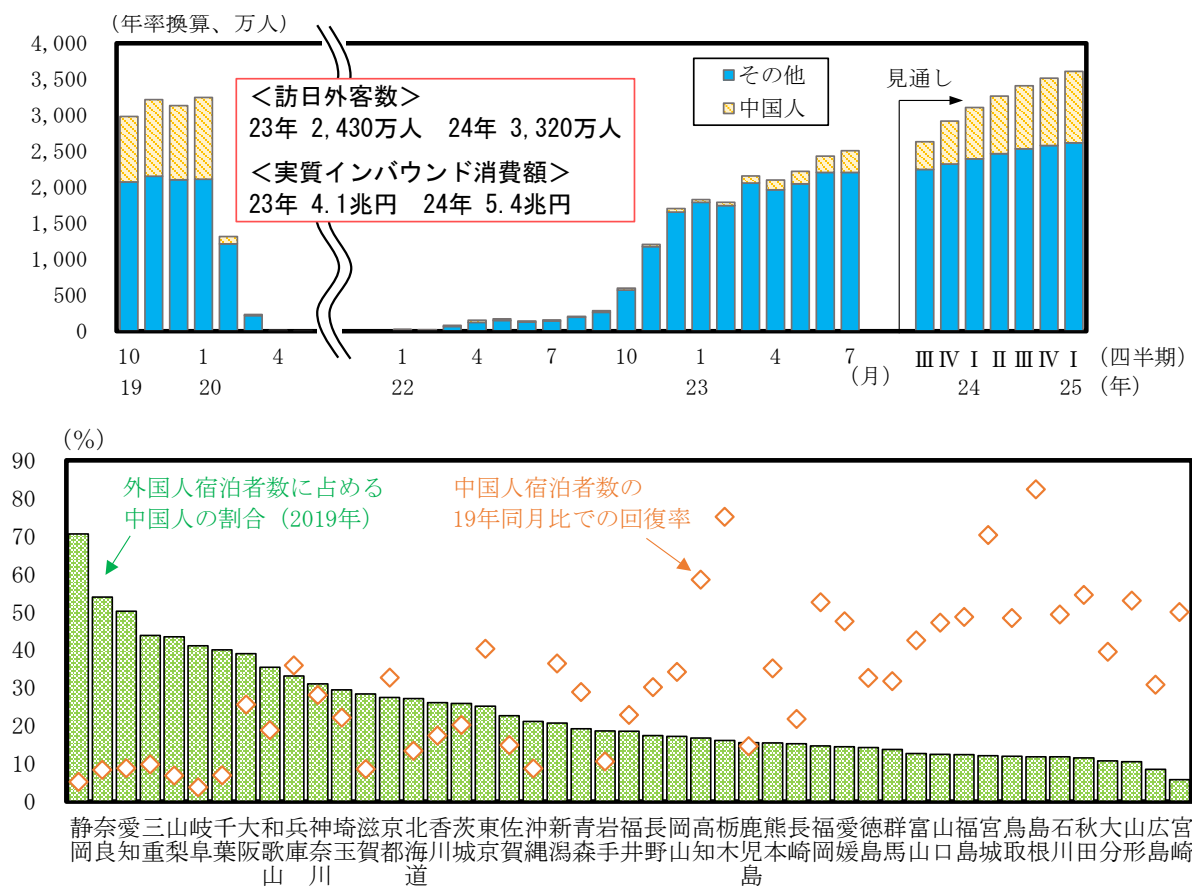 （年率換算、万人）
4,000
3,500
3,000
2,500
2,000
1,500
1,000
500
0
＜訪日外客数＞
23年 2,430万人　24年 3,320万人
＜実質インバウンド消費額＞
23年 4.1兆円　24年 5.4兆円
その他
中国人
見通し
10 1 4 1 4 7 10 1 4 7 Ⅲ Ⅳ Ⅰ Ⅱ Ⅲ Ⅳ Ⅰ （四半期）
（月）
19 20 22 23 24 25 （年）
（%）
90
80
70
60
50
40
30
20
10
0
外国人宿泊者数に占める
中国人の割合（2019年）
中国人宿泊者数の
19年同月比での回復率
静岡
奈良
愛知
三重
山梨
岐阜
千葉
大阪
和歌山
兵庫
神奈川
埼玉
滋賀
京都
北海道
香川
茨城
東京
佐賀
沖縄
新潟
青森
岩手
福井
長野
岡山
高知
栃木
鹿児島
熊本
長崎
福岡
愛媛
徳島
群馬
富山
山口
福島
宮城
鳥取
島根
石川
秋田
大分
山形
広島
宮崎